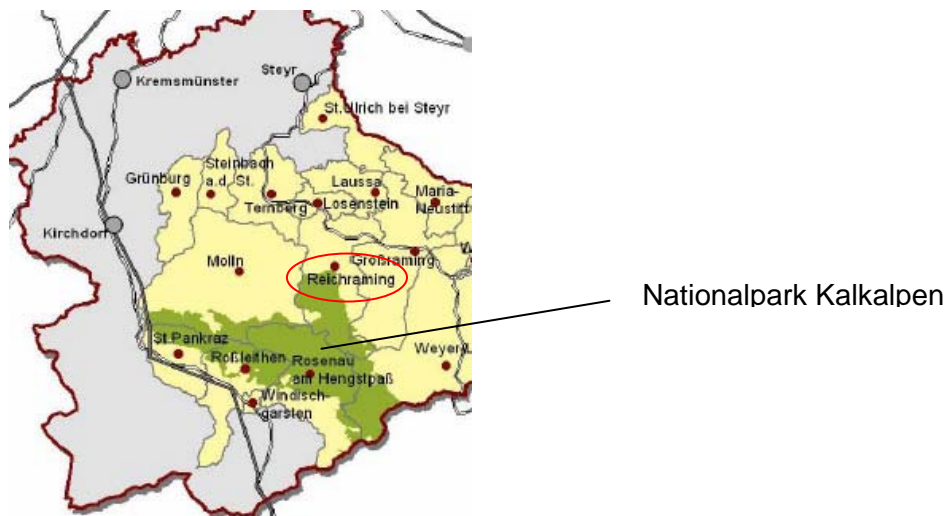 Kremsmünster
Steyr
St.Ulrich bei Steyr
Grünburg
Steinbach
a.d. St.
Ternberg
Laussa
Losenstein
Maria-
Neustift
Kirchdorf
Molln
Großraming
Reichraming
Nationalpark Kalkalpen
St.Pankraz
Roßleithen
Rosenau
am Hengstpaß
Weyer/L
Windisch-
garsten